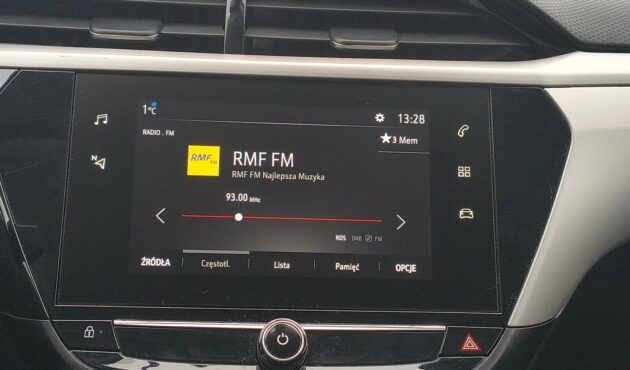 1°C
13:28
RADIO . FM
3 Mem
RMF FM
RMF FM
RMF FM Najlepsza Muzyka
N
93.00 MHz
RDS DAB FM
ŹRÓDŁA Częstotl. Lista Pamięć OPCJE